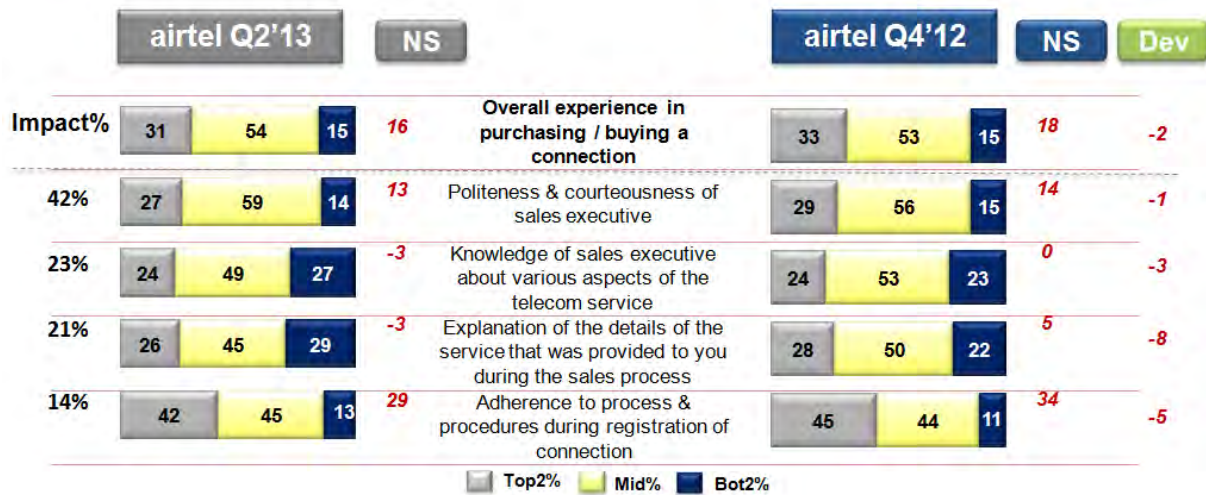 airtel Q2'13 NS airtel Q4'12 NS Dev
Impact% 31 54 15 16 Overall experience in 33 53 15 18 -2
purchasing / buying a
connection
42% 27 59 14 13 Politeness & courteousness of 29 56 15 14 -1
sales executive
23% 24 49 27 -3 Knowledge of sales executive 24 53 23 0 -3
about various aspects of the
telecom service
21% 26 45 29 -3 Explanation of the details of the 28 50 22 5 -8
service that was provided to you
during the sales process
14% 42 45 13 29 Adherence to process & 45 44 11 34 -5
procedures during registration of
connection
Top2% Mid% Bot2%